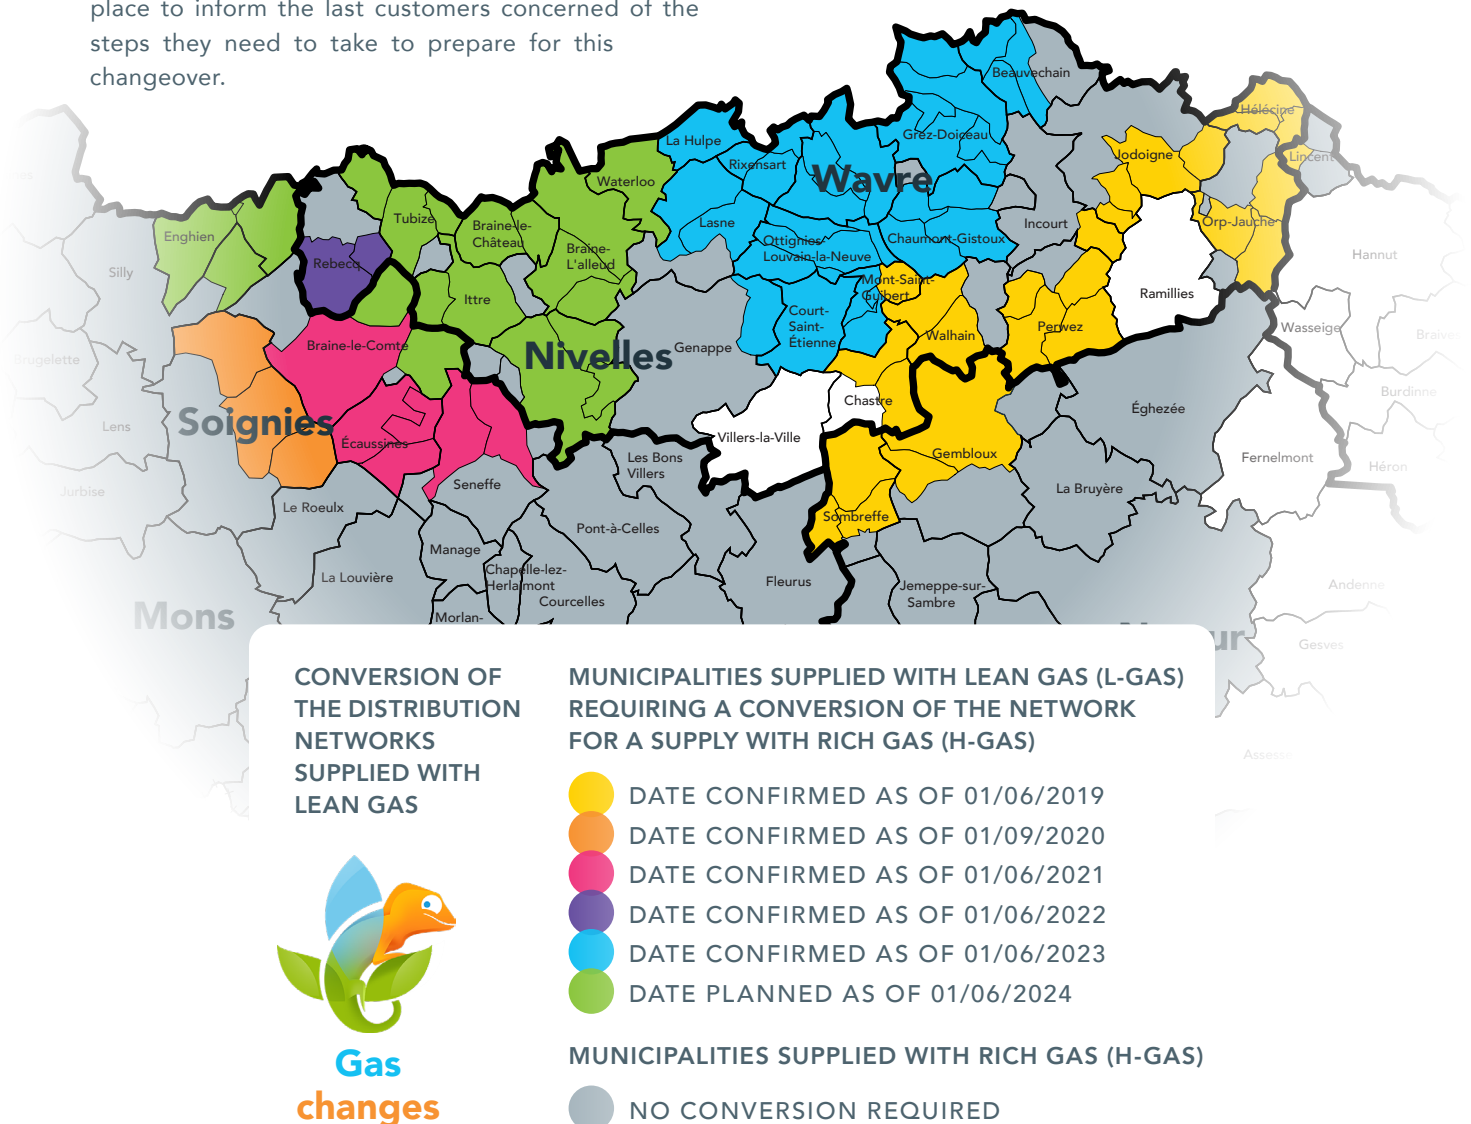 place to inform the last customers concerned of the
steps they need to take to prepare for this
changeover.
Beauvechain
Hélécine
La Hulpe
Grez-Doiceau
Jodoigne
Lincent
Rixensart
Waterloo
Wavre
Tubize
Braine-le-
Château
Lasne
Incourt
Orp-Jauche
Enghien
Silly
Rebecq
Braine-
L'alleud
Ottignies-
Louvain-la-Neuve
Chaumont-Gistoux
Hannut
Ittre
Mont-Saint-
Guibert
Ramillies
Court-
Saint-
Étienne
Walhain
Perwez
Wasseige
Braine-le-Comte
Nivelles
Genappe
Brugelette
Braives
Burdinne
Chastre
Éghezée
Soignies
Lens
Écaussines
Villers-la-Ville
Gembloux
Fernelmont
Les Bons
Villers
Héron
Jurbise
Seneffe
La Bruyère
Le Roeulx
Pont-à-Celles
Sombreffe
Manage
La Louvière
Chapelle-lez-
Herlaimont
Fleurus
Jemeppe-sur-
Sambre
Andenne
Courcelles
Mons
Morlan-
Gesves
CONVERSION OF
THE DISTRIBUTION
NETWORKS
SUPPLIED WITH
LEAN GAS
MUNICIPALITIES SUPPLIED WITH LEAN GAS (L-GAS)
REQUIRING A CONVERSION OF THE NETWORK
FOR A SUPPLY WITH RICH GAS (H-GAS)
DATE CONFIRMED AS OF 01/06/2019
DATE CONFIRMED AS OF 01/09/2020
DATE CONFIRMED AS OF 01/06/2021
DATE CONFIRMED AS OF 01/06/2022
DATE CONFIRMED AS OF 01/06/2023
DATE PLANNED AS OF 01/06/2024
MUNICIPALITIES SUPPLIED WITH RICH GAS (H-GAS)
NO CONVERSION REQUIRED
Gas
changes